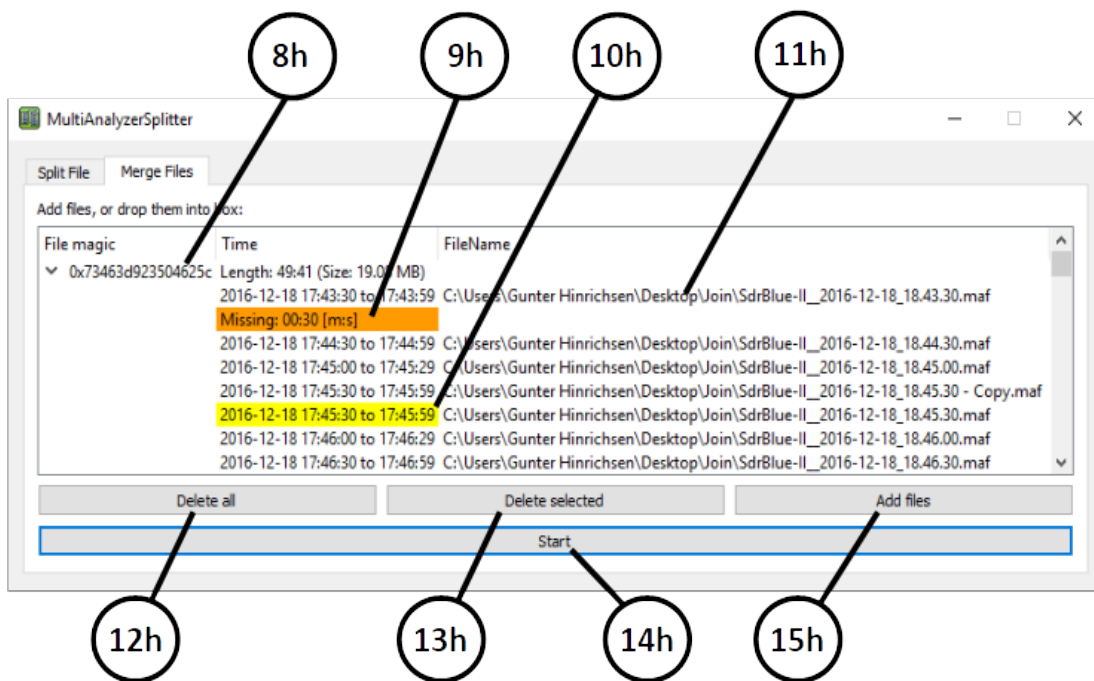 8h 9h 10h 11h
MultiAnalyzerSplitter
Split File Merge Files
Add files, or drop them into box:
File magic Time FileName
0x73463d923504625c Length: 49:41 (Size: 19.00 MB)
2016-12-18 17:43:30 to 17:43:59 C:\Users\Gunter Hinrichsen\Desktop\Join\SdrBlue-II__2016-12-18_18.43.30.maf
Missing: 00:30 [m:s]
2016-12-18 17:44:30 to 17:44:59 C:\Users\Gunter Hinrichsen\Desktop\Join\SdrBlue-II__2016-12-18_18.44.30.maf
2016-12-18 17:45:00 to 17:45:29 C:\Users\Gunter Hinrichsen\Desktop\Join\SdrBlue-II__2016-12-18_18.45.00.maf
2016-12-18 17:45:30 to 17:45:59 C:\Users\Gunter Hinrichsen\Desktop\Join\SdrBlue-II__2016-12-18_18.45.30 - Copy.maf
2016-12-18 17:45:30 to 17:45:59 C:\Users\Gunter Hinrichsen\Desktop\Join\SdrBlue-II__2016-12-18_18.45.30.maf
2016-12-18 17:46:00 to 17:46:29 C:\Users\Gunter Hinrichsen\Desktop\Join\SdrBlue-II__2016-12-18_18.46.00.maf
2016-12-18 17:46:30 to 17:46:59 C:\Users\Gunter Hinrichsen\Desktop\Join\SdrBlue-II__2016-12-18_18.46.30.maf
Delete all Delete selected Add files
Start
12h 13h 14h 15h